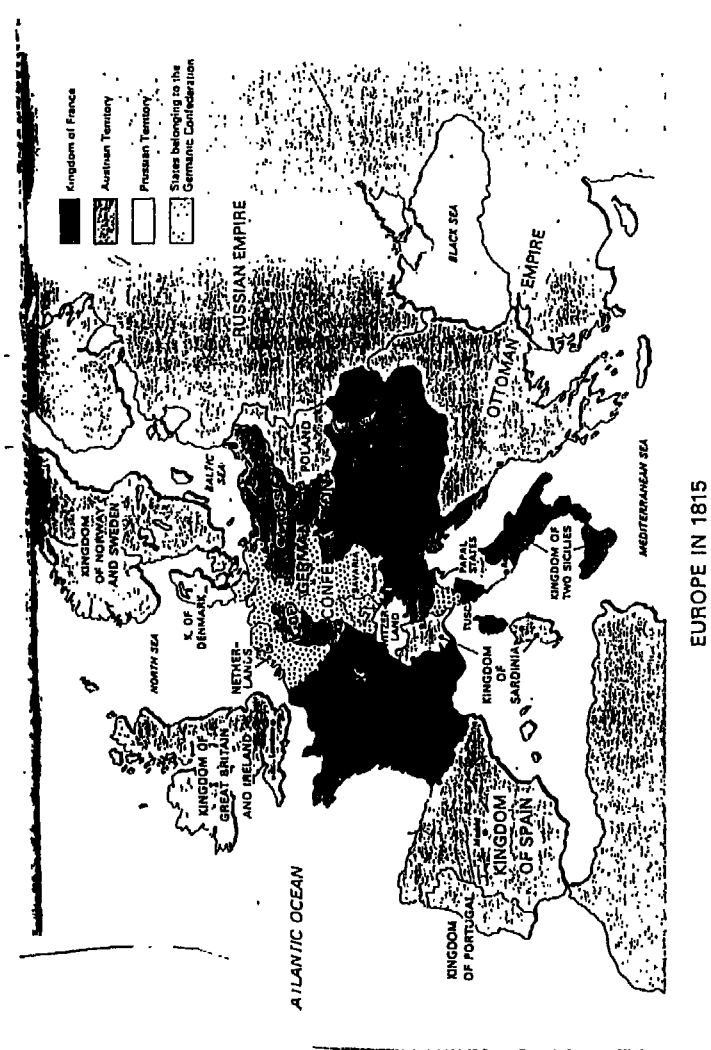 Kingdom of France
Austrian Territory
Prussian Territory
States belonging to the
Germanic Confederation
RUSSIAN EMPIRE
KINGDOM
OF NORWAY
AND SWEDEN
BALTIC
SEA
NORTH SEA
K. OF
DENMARK
NETHER-
LANDS
KINGDOM OF
GREAT BRITAIN
AND IRELAND
POLAND
GERMAN
CONFE
BAVARIA
ATLANTIC OCEAN
BLACK SEA
OTTOMAN
EMPIRE
PAPAL
STATES
TUSC
KINGDOM
OF
SARDINIA
KINGDOM OF
TWO SICILIES
MEDITERRANEAN SEA
Madrid
KINGDOM
OF SPAIN
KINGDOM
OF PORTUGAL
EUROPE IN 1815